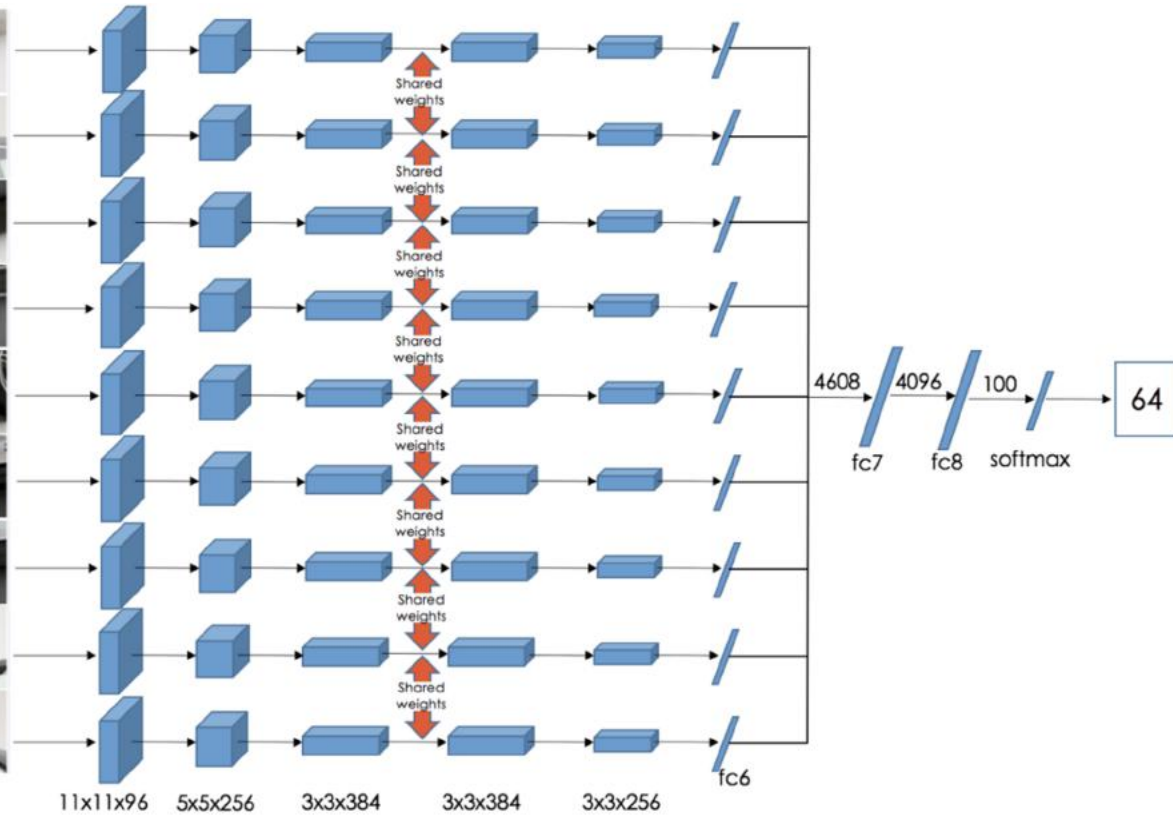 Shared
weights
Shared
weights
Shared
weights
Shared
weights
Shared
weights
Shared
weights
Shared
weights
Shared
weights
4608
4096
100
64
fc7
fc8
softmax
fc6
11x11x96
5x5x256
3x3x384
3x3x384
3x3x256